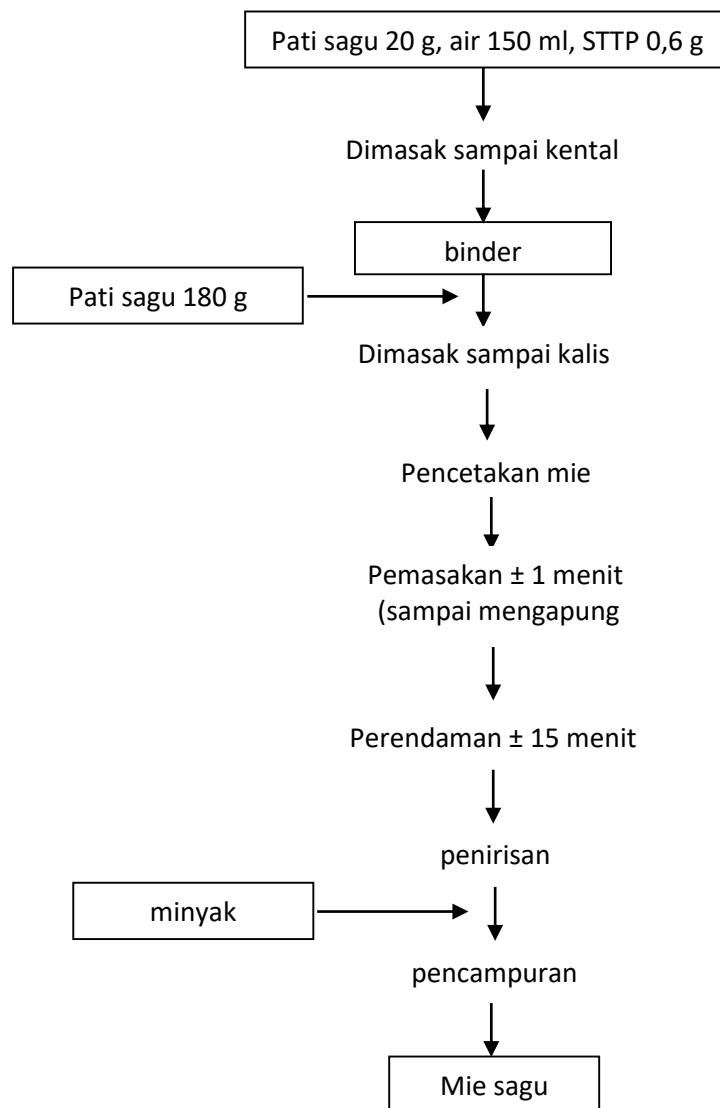 Pati sagu 20 g, air 150 ml, STTP 0,6 g
Dimasak sampai kental
binder
Pati sagu 180 g
Dimasak sampai kalis
Pencetakan mie
Pemasakan ± 1 menit
(sampai mengapung
Perendaman ± 15 menit
penirisan
minyak
pencampuran
Mie sagu